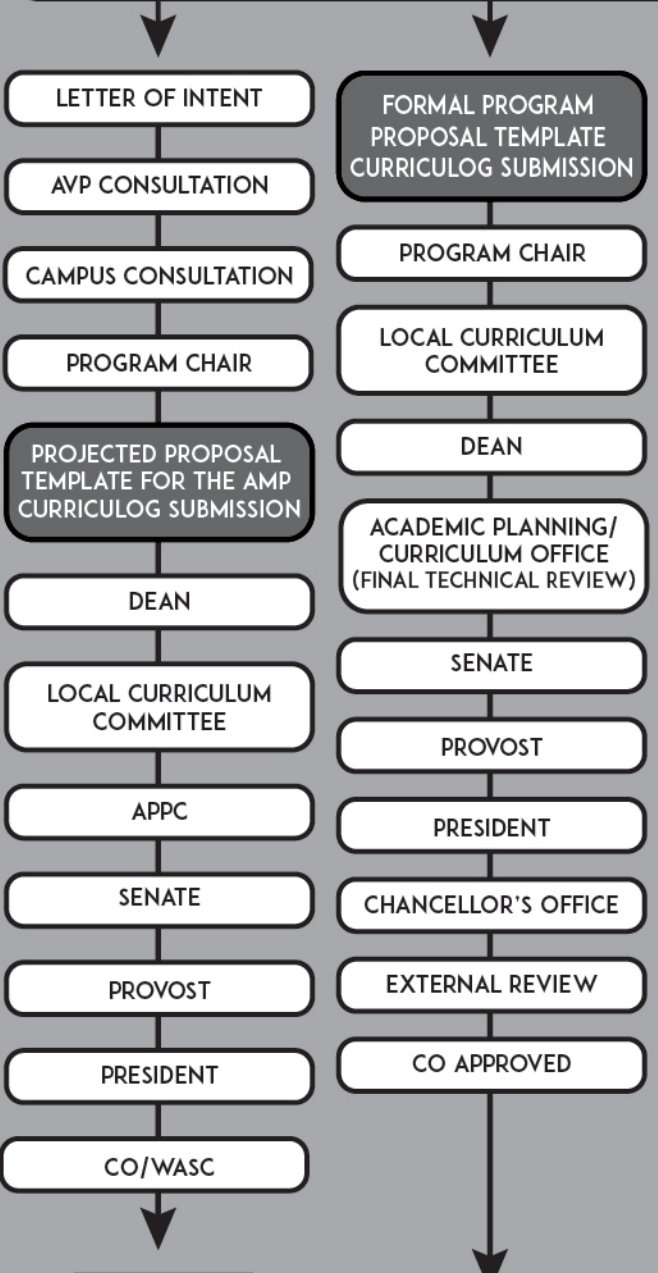 LETTER OF INTENT
AVP CONSULTATION
CAMPUS CONSULTATION
PROGRAM CHAIR
PROJECTED PROPOSAL
TEMPLATE FOR THE AMP
CURRICULOG SUBMISSION
DEAN
LOCAL CURRICULUM
COMMITTEE
APPC
SENATE
PROVOST
PRESIDENT
CO/WASC
FORMAL PROGRAM
PROPOSAL TEMPLATE
CURRICULOG SUBMISSION
PROGRAM CHAIR
LOCAL CURRICULUM
COMMITTEE
DEAN
ACADEMIC PLANNING/
CURRICULUM OFFICE
(FINAL TECHNICAL REVIEW)
SENATE
PROVOST
PRESIDENT
CHANCELLOR'S OFFICE
EXTERNAL REVIEW
CO APPROVED